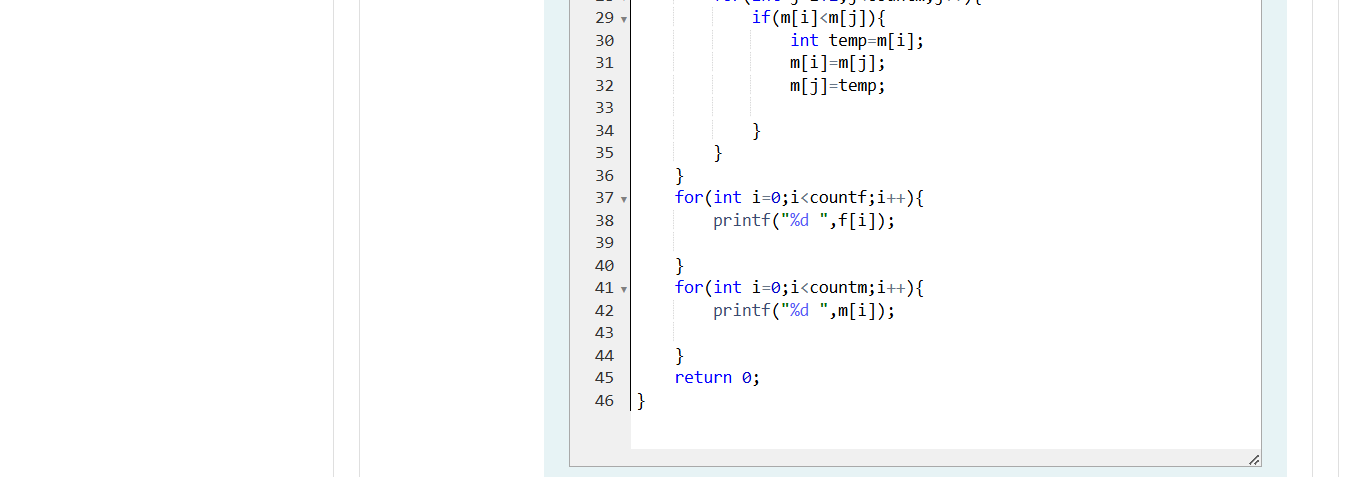 29 if(m[i]<m[j]){
30 int temp=m[i];
31 m[i]=m[j];
32 m[j]=temp;
33
34 }
35 }
36 }
37 for(int i=0;i<countf;i++){
38 printf("%d ",f[i]);
39
40 }
41 for(int i=0;i<countm;i++){
42 printf("%d ",m[i]);
43
44 }
45 return 0;
46 }